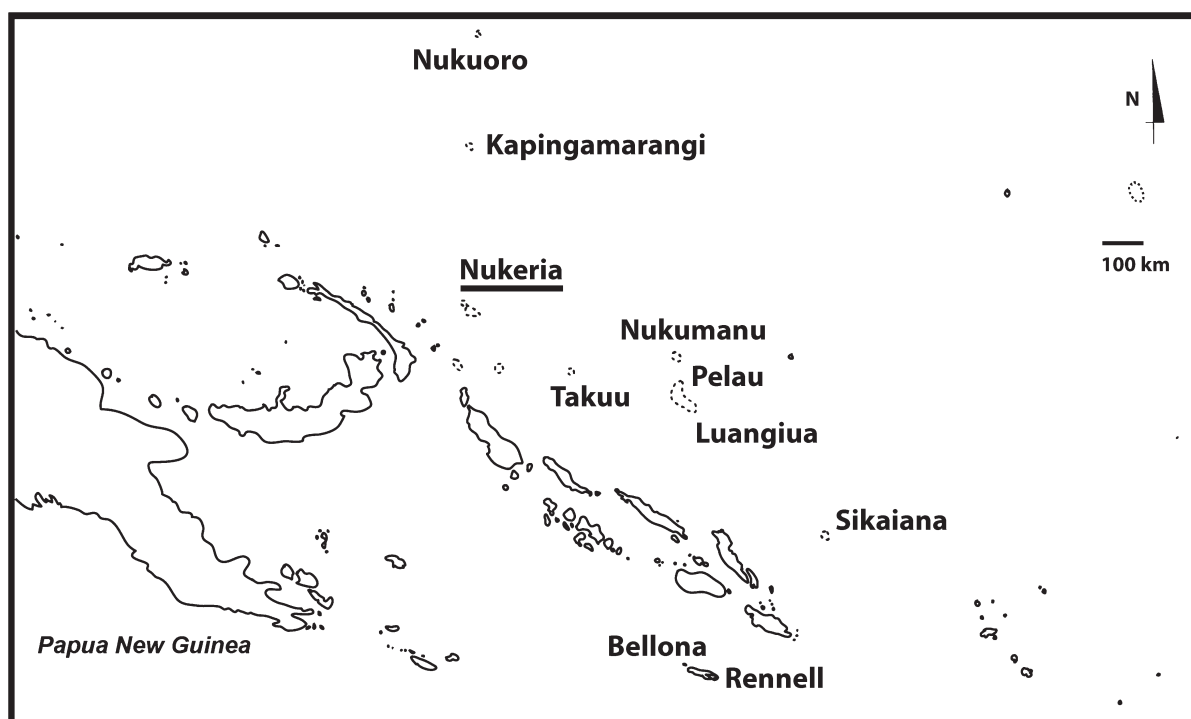 Nukuoro
N
Kapingamarangi
100 km
Nukeria
Nukumanu
Pelau
Takuu
Luangiua
Sikaiana
Papua New Guinea
Bellona
Rennell